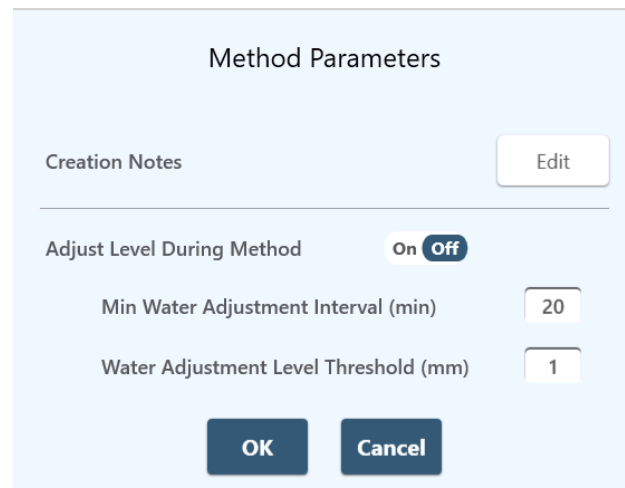 Method Parameters
Creation Notes Edit
Adjust Level During Method On Off
Min Water Adjustment Interval (min) 20
Water Adjustment Level Threshold (mm) 1
OK Cancel